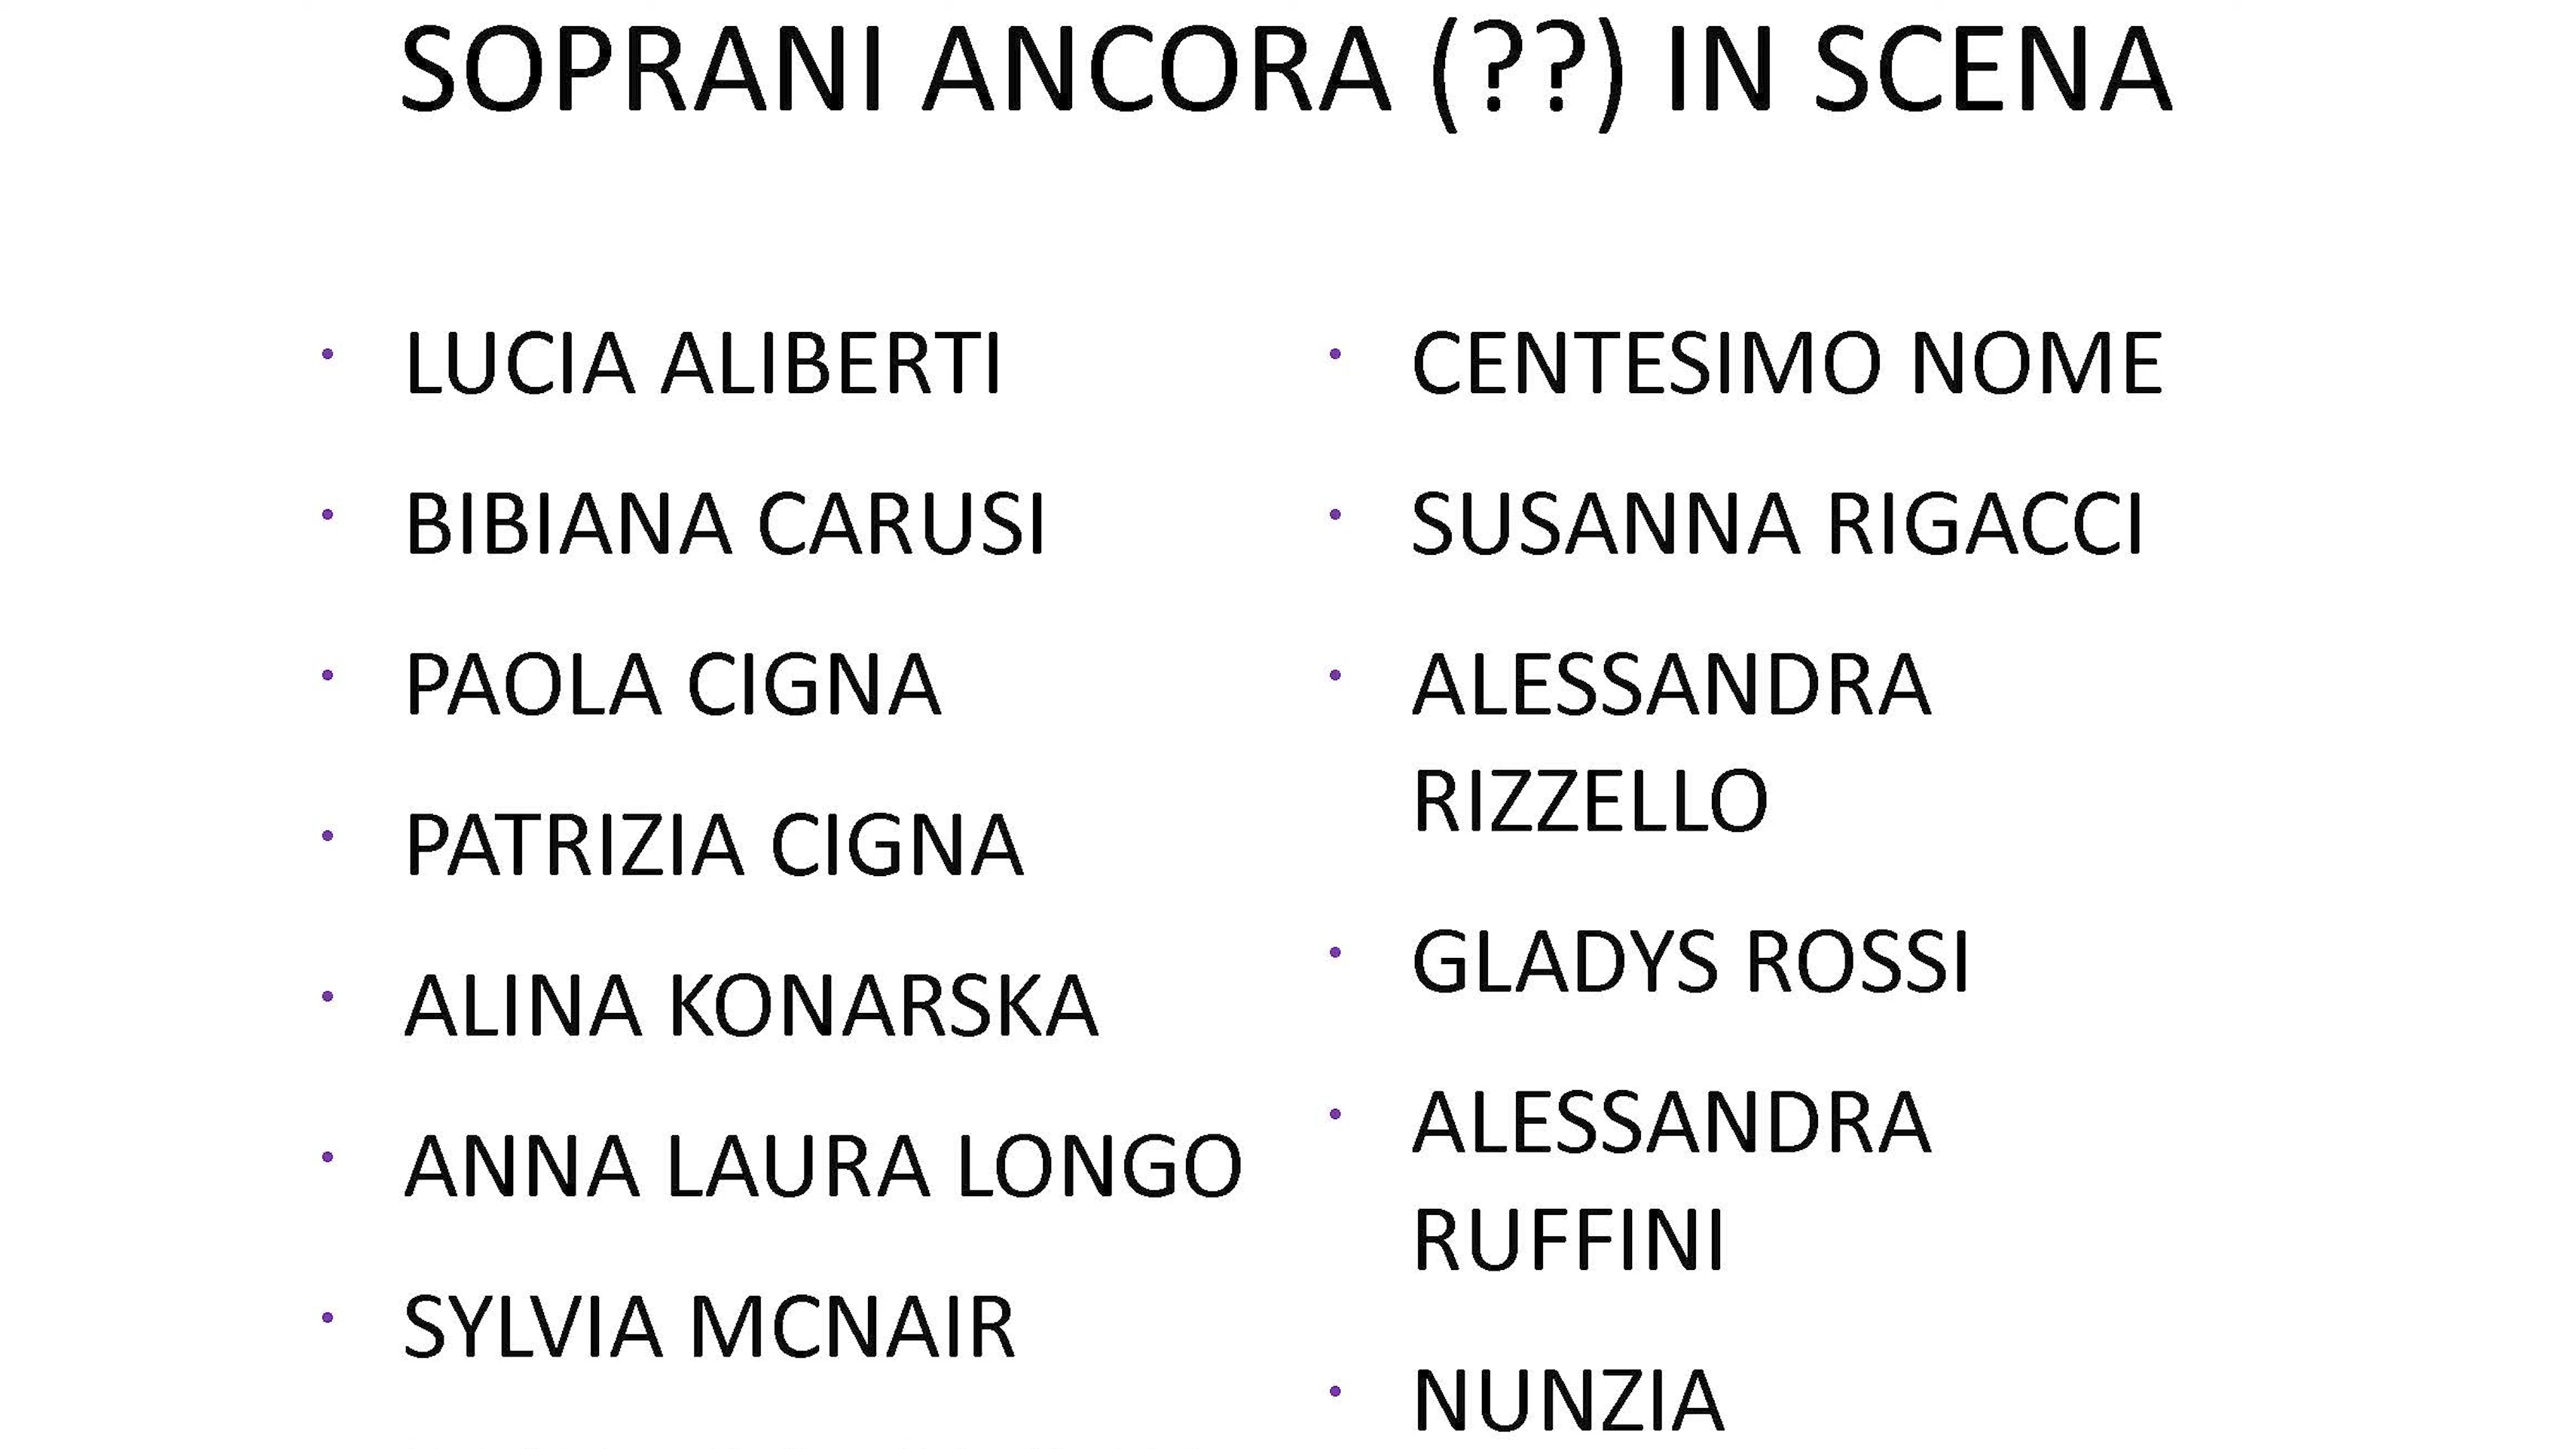 SOPRANI ANCORA (??) IN SCENA
• LUCIA ALIBERTI
• BIBIANA CARUSI
• PAOLA CIGNA
• PATRIZIA CIGNA
• ALINA KONARSKA
• ANNA LAURA LONGO
• SYLVIA MCNAIR
• CENTESIMO NOME
• SUSANNA RIGACCI
• ALESSANDRA
RIZZELLO
• GLADYS ROSSI
• ALESSANDRA
RUFFINI
• NUNZIA